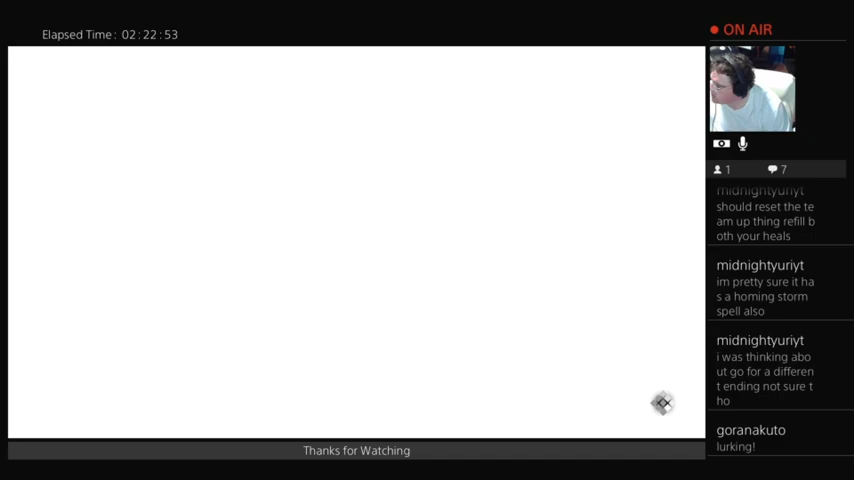 Elapsed Time: 02:22:53
ON AIR
1
7
midnightyuriyt
should reset the te
am up thing refill b
oth your heals
midnightyuriyt
im pretty sure it ha
s a homing storm
spell also
midnightyuriyt
i was thinking abo
ut go for a differen
t ending not sure t
ho
goranakuto
lurking!
Thanks for Watching